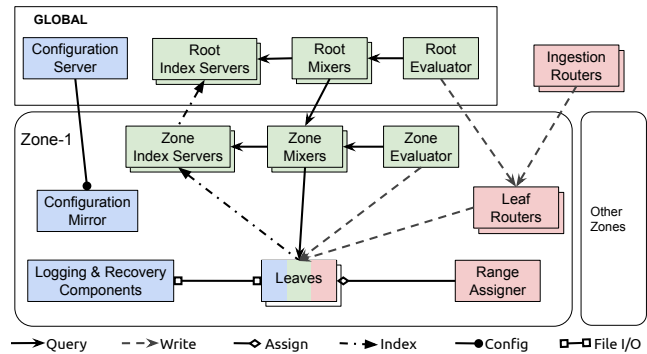 GLOBAL
Configuration
Server
Root
Index Servers
Root
Mixers
Root
Evaluator
Ingestion
Routers
Zone-1
Zone
Index Servers
Zone
Mixers
Zone
Evaluator
Configuration
Mirror
Leaf
Routers
Other
Zones
Logging & Recovery
Components
Leaves
Range
Assigner
Query
Write
Assign
Index
Config
File I/O